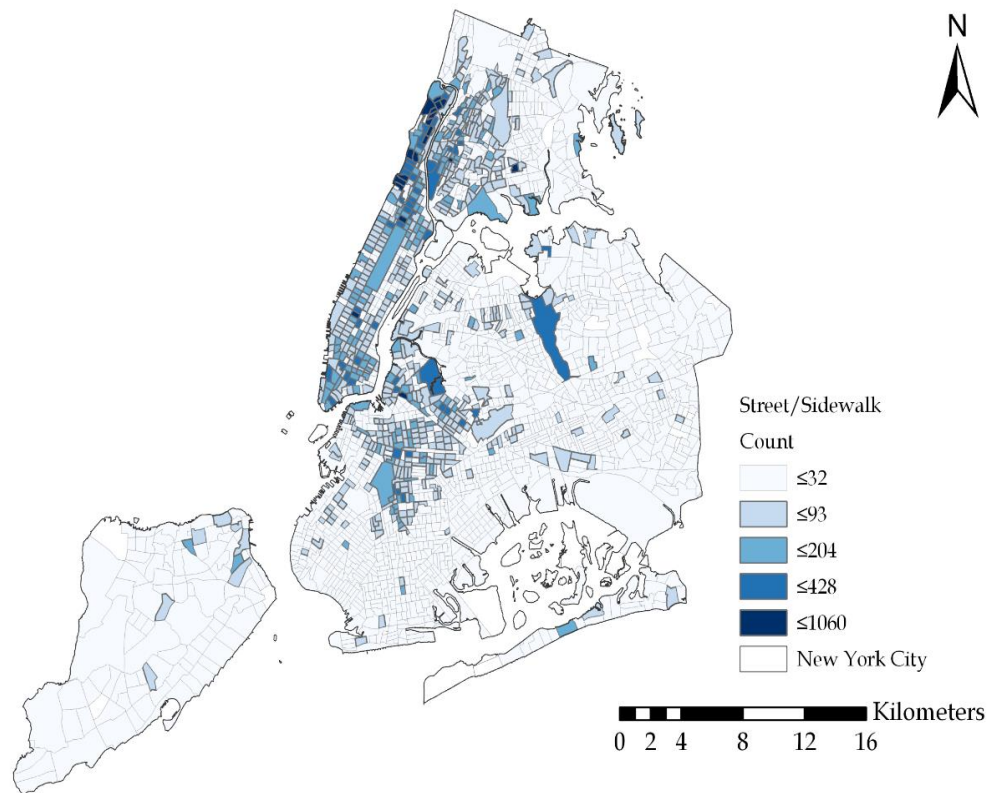 N
Street/Sidewalk
Count
≤32
≤93
≤204
≤428
≤1060
New York City
Kilometers
0 2 4 8 12 16